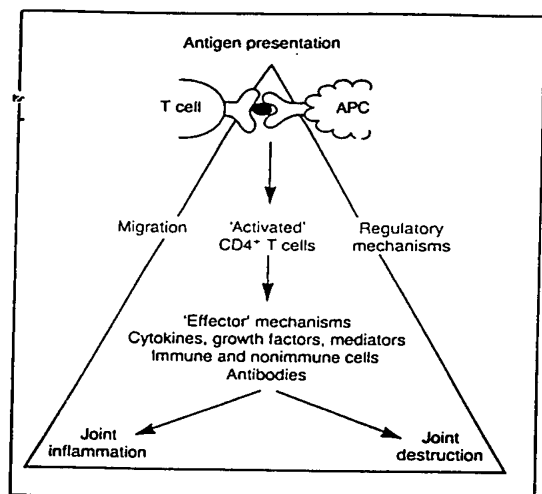 Antigen presentation
T cell
APC
Migration
'Activated'
CD4⁺ T cells
Regulatory
mechanisms
'Effector' mechanisms
Cytokines, growth factors, mediators
Immune and nonimmune cells
Antibodies
Joint
inflammation
Joint
destruction